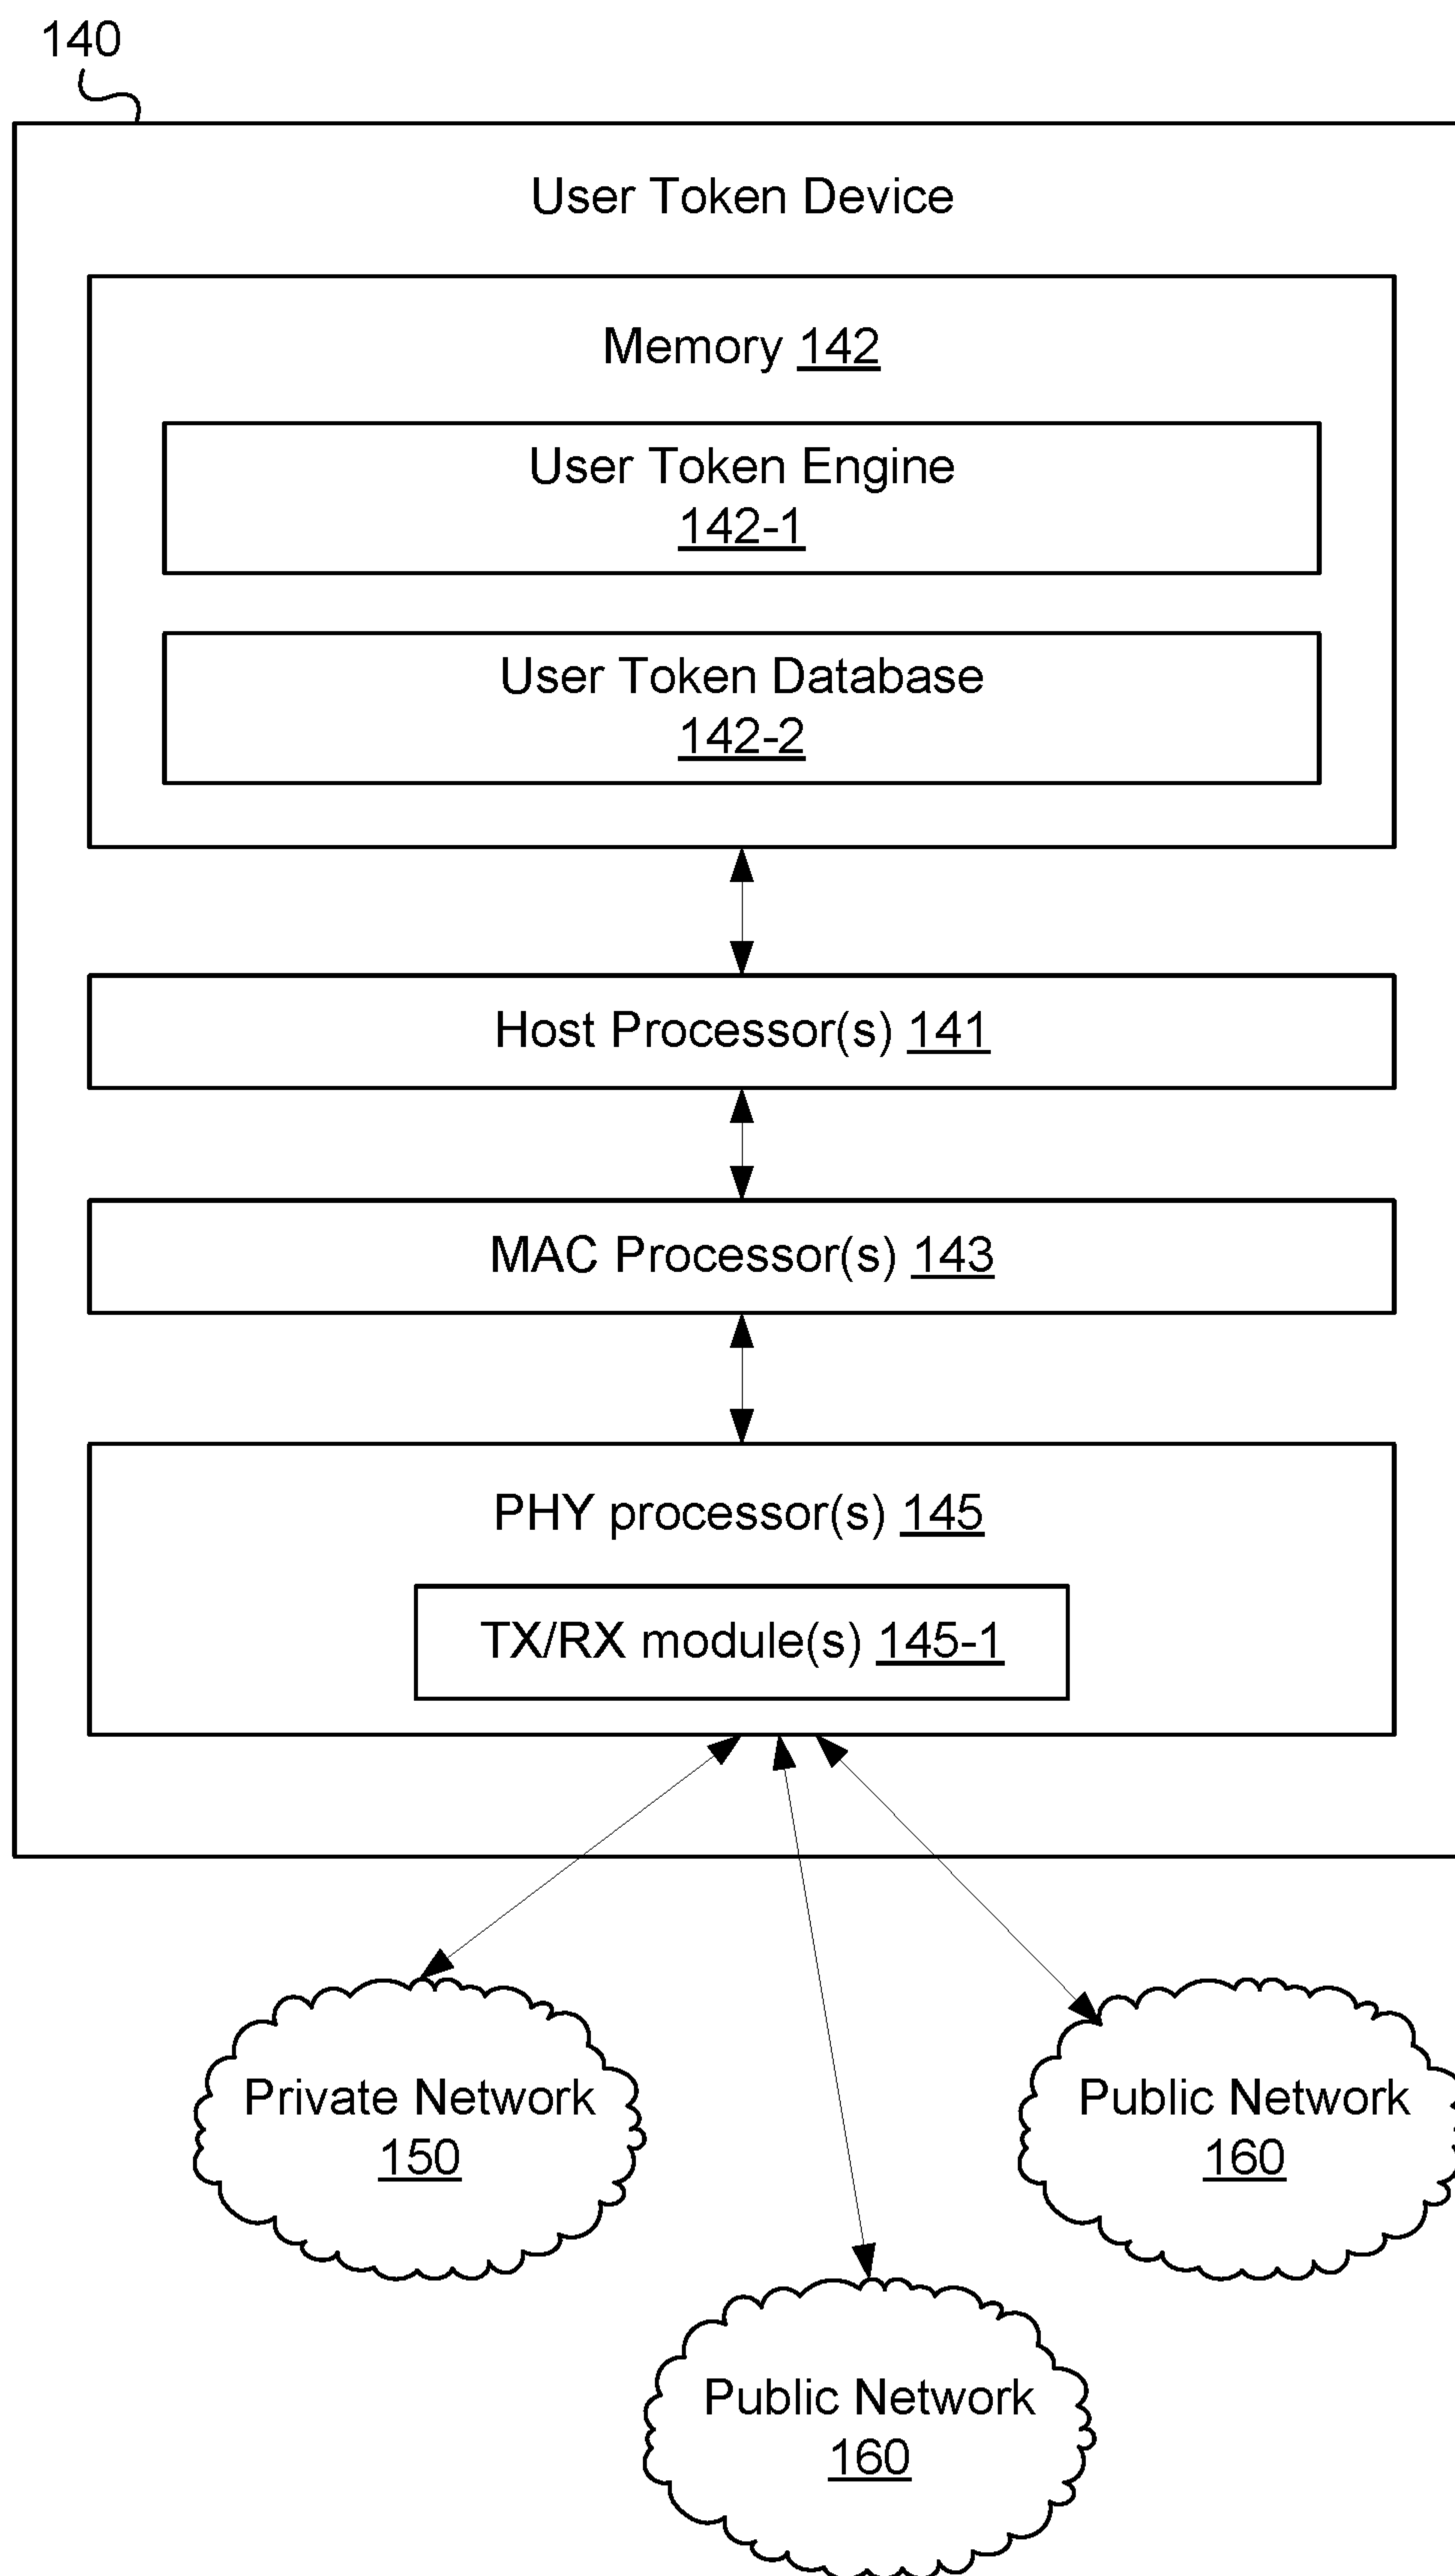 140
User Token Device
Memory 142
User Token Engine
142-1
User Token Database
142-2
Host Processor(s) 141
MAC Processor(s) 143
PHY processor(s) 145
TX/RX module(s) 145-1
Private Network
150
Public Network
160
Public Network
160